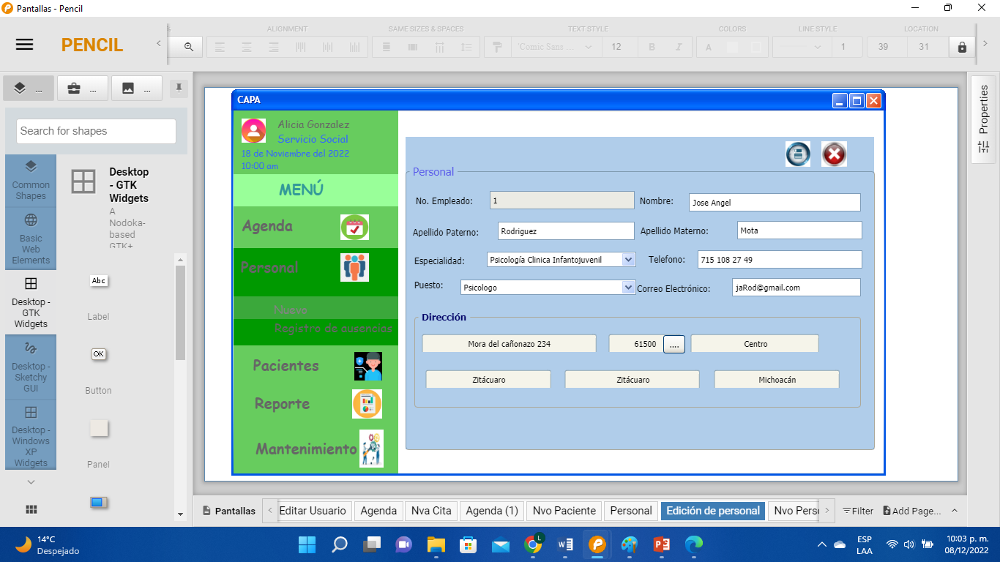 Pantallas - Pencil
PENCIL
ALIGNMENT
SAME SIZES & SPACES
TEXT STYLE
COLORS
LINE STYLE
LOCATION
'Comic Sans ...
12
B
I
A
1
39
31
...
...
...
Search for shapes
Common Shapes
Basic Web Elements
Desktop - GTK Widgets
Desktop - Sketchy GUI
Desktop - Windows XP Widgets
Desktop
- GTK
Widgets
A
Nodoka-
based
GTK+
Abc
Label
OK
Button
Panel
CAPA
Alicia Gonzalez
Servicio Social
18 de Noviembre del 2022
10:00 am
MENÚ
Agenda
Personal
Nuevo
Registro de ausencias
Pacientes
Reporte
Mantenimiento
Personal
No. Empleado: 1 Nombre: Jose Angel
Apellido Paterno: Rodriguez Apellido Materno: Mota
Especialidad: Psicología Clinica Infantojuvenil Telefono: 715 108 27 49
Puesto: Psicologo Correo Electrónico: jaRod@gmail.com
Dirección
Mora del cañonazo 234 61500 .... Centro
Zitácuaro Zitácuaro Michoacán
Properties
Pantallas
Editar Usuario
Agenda
Nva Cita
Agenda (1)
Nvo Paciente
Personal
Edición de personal
Nvo Perso
Filter
Add Page...
14°C
Despejado
L
ESP
LAA
10:03 p. m.
08/12/2022